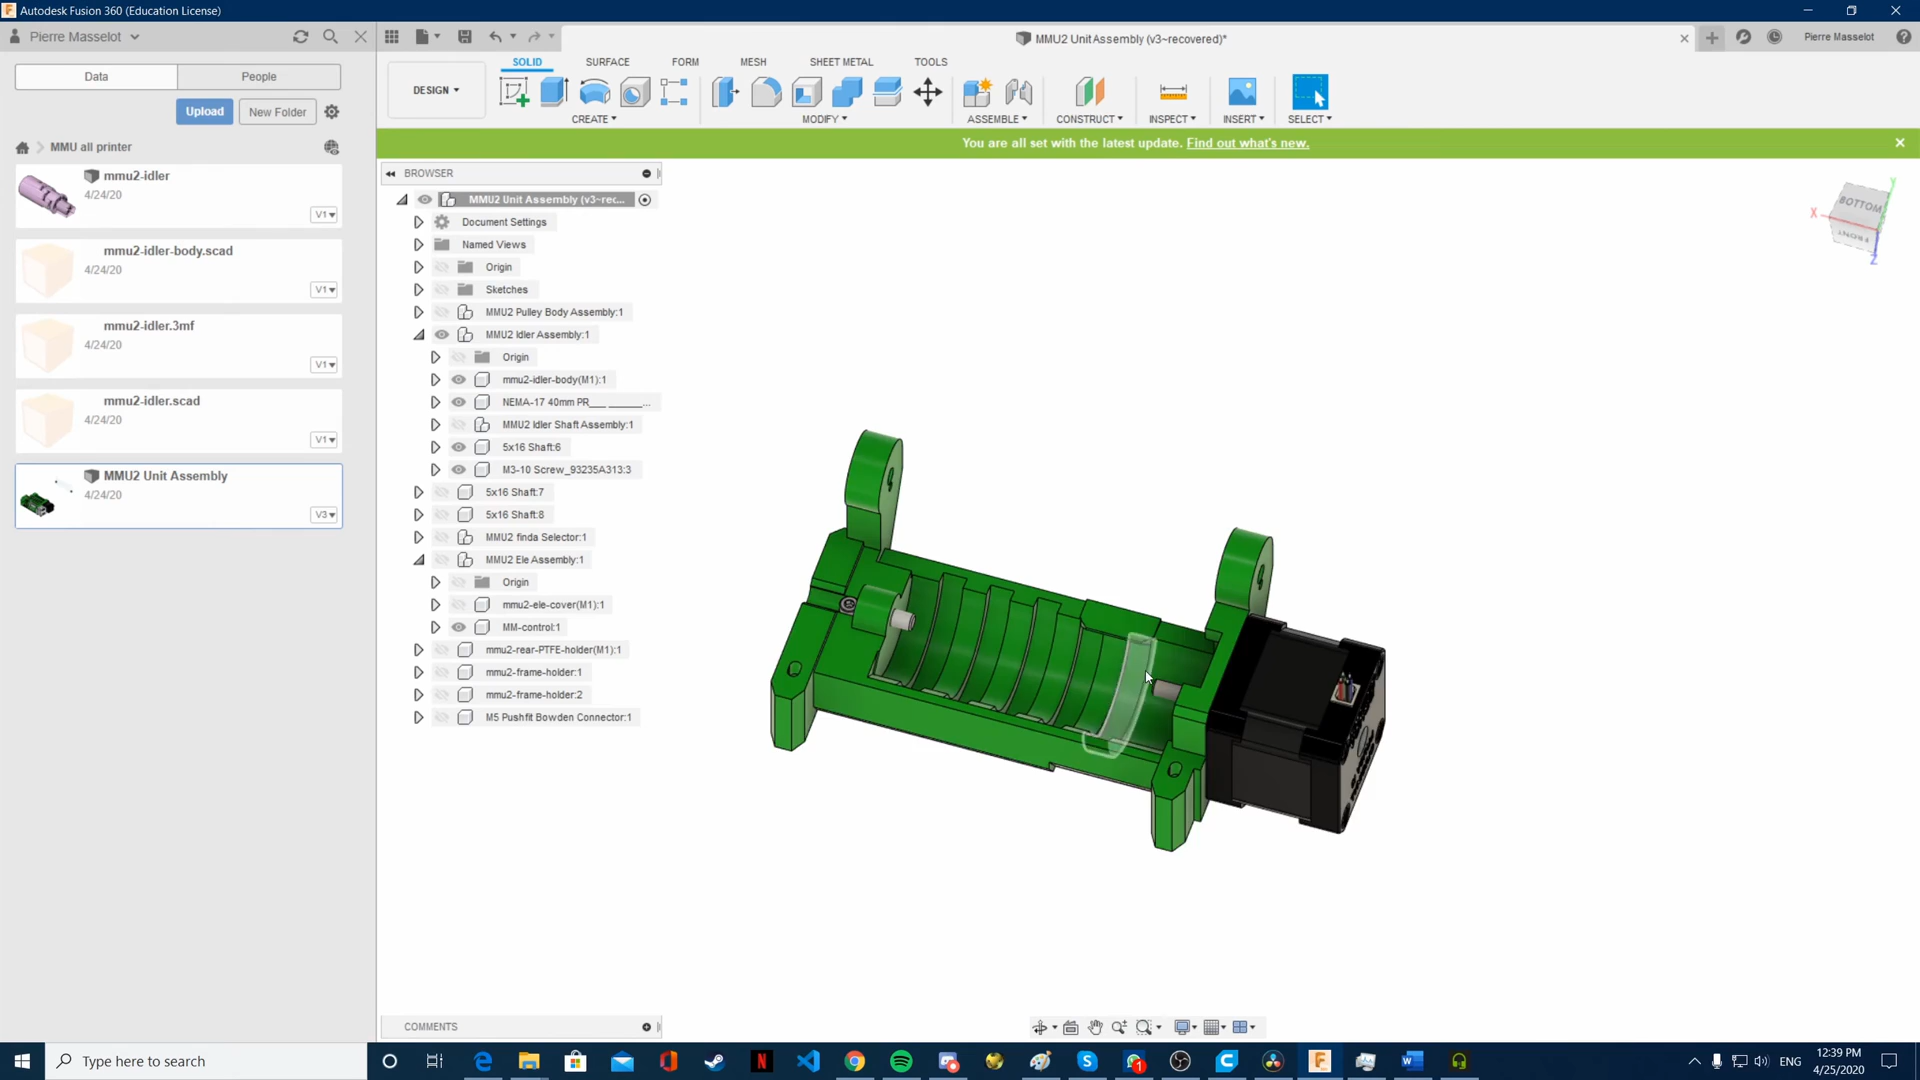 Autodesk Fusion 360 (Education License)
Pierre Masselot
MMU2 Unit Assembly (v3~recovered)*
Pierre Masselot
Data
People
Upload
New Folder
MMU all printer
mmu2-idler
4/24/20
V1
mmu2-idler-body.scad
4/24/20
V1
mmu2-idler.3mf
4/24/20
V1
mmu2-idler.scad
4/24/20
V1
MMU2 Unit Assembly
4/24/20
V3
DESIGN
SOLID
SURFACE
FORM
MESH
SHEET METAL
TOOLS
CREATE
MODIFY
ASSEMBLE
CONSTRUCT
INSPECT
INSERT
SELECT
You are all set with the latest update. Find out what's new.
BROWSER
MMU2 Unit Assembly (v3~rec...
Document Settings
Named Views
Origin
Sketches
MMU2 Pulley Body Assembly:1
MMU2 Idler Assembly:1
Origin
mmu2-idler-body(M1):1
NEMA-17 40mm PR___ ______...
MMU2 Idler Shaft Assembly:1
5x16 Shaft:6
M3-10 Screw_93235A313:3
5x16 Shaft:7
5x16 Shaft:8
MMU2 finda Selector:1
MMU2 Ele Assembly:1
Origin
mmu2-ele-cover(M1):1
MM-control:1
mmu2-rear-PTFE-holder(M1):1
mmu2-frame-holder:1
mmu2-frame-holder:2
M5 Pushfit Bowden Connector:1
BOTTOM
FRONT
X
Y
Z
COMMENTS
Type here to search
1
ENG
12:39 PM
4/25/2020